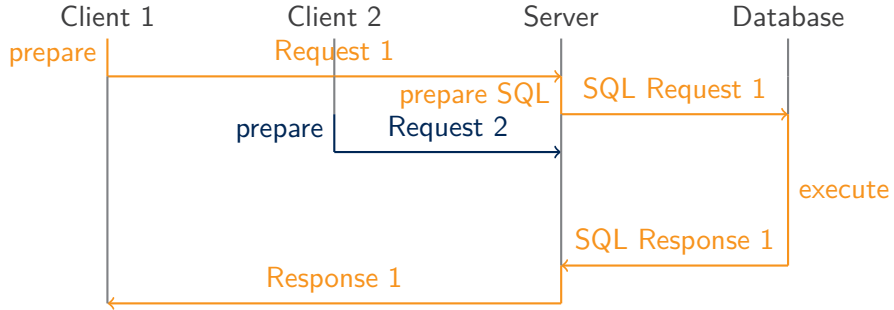 Client 1
Client 2
Server
Database
prepare
Request 1
prepare SQL
SQL Request 1
prepare
Request 2
execute
SQL Response 1
Response 1